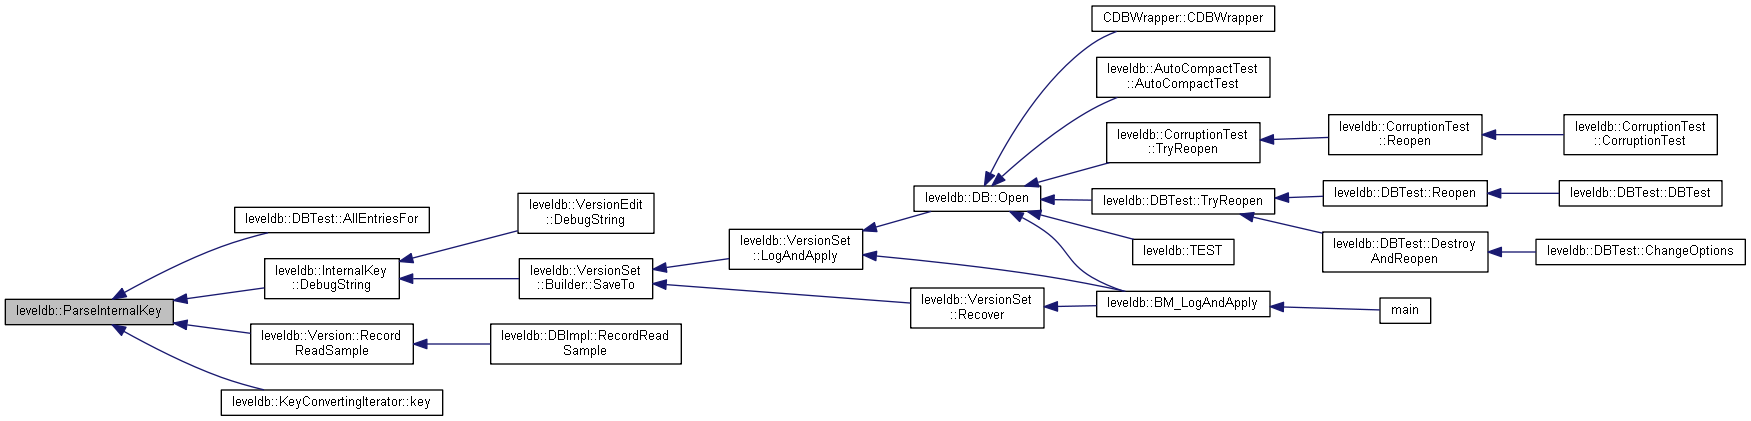 CDBWrapper::CDBWrapper
leveldb::AutoCompactTest
::AutoCompactTest
leveldb::CorruptionTest
::TryReopen
leveldb::CorruptionTest
::Reopen
leveldb::CorruptionTest
::CorruptionTest
leveldb::DB::Open
leveldb::DBTest::TryReopen
leveldb::DBTest::Reopen
leveldb::DBTest::DBTest
leveldb::DBTest::AllEntriesFor
leveldb::VersionEdit
::DebugString
leveldb::VersionSet
::LogAndApply
leveldb::TEST
leveldb::DBTest::Destroy
AndReopen
leveldb::DBTest::ChangeOptions
leveldb::InternalKey
::DebugString
leveldb::VersionSet
::Builder::SaveTo
leveldb::VersionSet
::Recover
leveldb::BM_LogAndApply
main
leveldb::ParseInternalKey
leveldb::Version::Record
ReadSample
leveldb::DBImpl::RecordRead
Sample
leveldb::KeyConvertingIterator::key